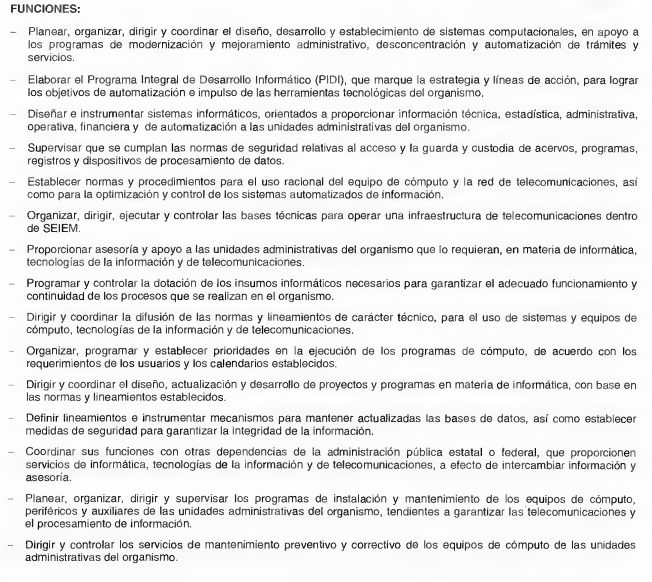 FUNCIONES:
– Planear, organizar, dirigir y coordinar el diseño, desarrollo y establecimiento de sistemas computacionales, en apoyo a
los programas de modernización y mejoramiento administrativo, desconcentración y automatización de trámites y
servicios.
– Elaborar el Programa Integral de Desarrollo Informático (PIDI), que marque la estrategia y líneas de acción, para lograr
los objetivos de automatización e impulso de las herramientas tecnológicas del organismo.
– Diseñar e instrumentar sistemas informáticos, orientados a proporcionar información técnica, estadística, administrativa,
operativa, financiera y de automatización a las unidades administrativas del organismo.
– Supervisar que se cumplan las normas de seguridad relativas al acceso y la guarda y custodia de acervos, programas,
registros y dispositivos de procesamiento de datos.
– Establecer normas y procedimientos para el uso racional del equipo de cómputo y la red de telecomunicaciones, así
como para la optimización y control de los sistemas automatizados de información.
– Organizar, dirigir, ejecutar y controlar las bases técnicas para operar una infraestructura de telecomunicaciones dentro
de SEIEM.
– Proporcionar asesoría y apoyo a las unidades administrativas del organismo que lo requieran, en materia de informática,
tecnologías de la información y de telecomunicaciones.
– Programar y controlar la dotación de los insumos informáticos necesarios para garantizar el adecuado funcionamiento y
continuidad de los procesos que se realizan en el organismo.
– Dirigir y coordinar la difusión de las normas y lineamientos de carácter técnico, para el uso de sistemas y equipos de
cómputo, tecnologías de la información y de telecomunicaciones.
– Organizar, programar y establecer prioridades en la ejecución de los programas de cómputo, de acuerdo con los
requerimientos de los usuarios y los calendarios establecidos.
– Dirigir y coordinar el diseño, actualización y desarrollo de proyectos y programas en materia de informática, con base en
las normas y lineamientos establecidos.
– Definir lineamientos e instrumentar mecanismos para mantener actualizadas las bases de datos, así como establecer
medidas de seguridad para garantizar la integridad de la información.
– Coordinar sus funciones con otras dependencias de la administración pública estatal o federal, que proporcionen
servicios de informática, tecnologías de la información y de telecomunicaciones, a efecto de intercambiar información y
asesoría.
– Planear, organizar, dirigir y supervisar los programas de instalación y mantenimiento de los equipos de cómputo,
periféricos y auxiliares de las unidades administrativas del organismo, tendientes a garantizar las telecomunicaciones y
el procesamiento de información.
– Dirigir y controlar los servicios de mantenimiento preventivo y correctivo de los equipos de cómputo de las unidades
administrativas del organismo.